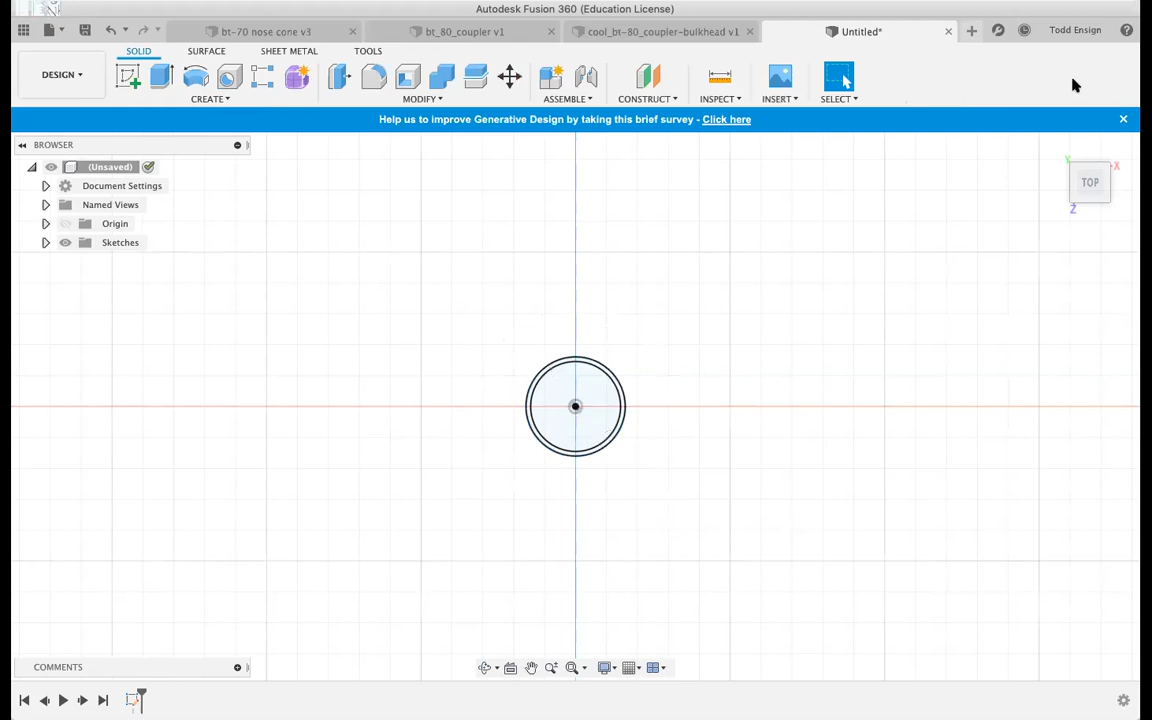 Autodesk Fusion 360 (Education License)
bt-70 nose cone v3
bt_80_coupler v1
cool_bt-80_coupler-bulkhead v1
Untitled*
Todd Ensign
SOLID
SURFACE
SHEET METAL
TOOLS
DESIGN
CREATE
MODIFY
ASSEMBLE
CONSTRUCT
INSPECT
INSERT
SELECT
Help us to improve Generative Design by taking this brief survey - Click here
BROWSER
(Unsaved)
Document Settings
Named Views
Origin
Sketches
Y
X
TOP
Z
COMMENTS